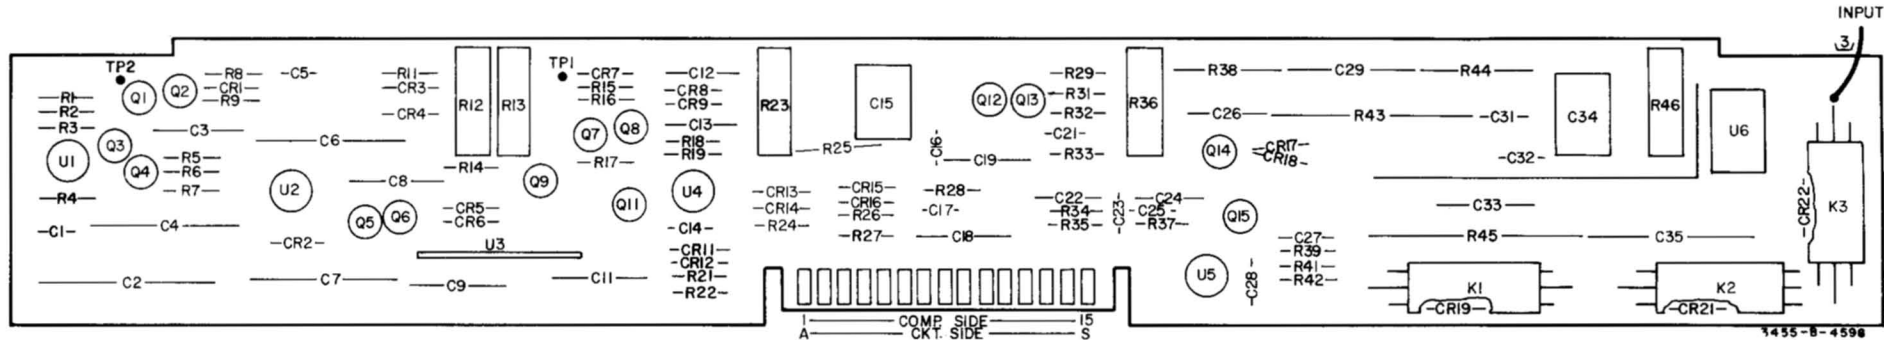 INPUT
3
TP2
Q1
Q2
R8
CR1
R9
C5
R11
CR3
CR4
R12
R13
TP1
CR7
R15
R16
C12
CR8
CR9
C13
R18
R19
R23
C15
Q12
Q13
R29
R31
R32
C21
R33
R36
R38
C29
R44
C26
R43
C31
C34
R46
U6
R1
R2
R3
U1
Q3
Q4
C3
R5
R6
R7
C6
R14
Q7
Q8
R17
R25
C16
C19
Q14
CR17
CR18
C32
R4
C1
C4
U2
C8
Q5
Q6
CR5
CR6
Q9
Q11
U4
C14
CR13
CR14
R24
CR15
CR16
R26
R27
R28
C17
C18
C22
R34
R35
C23
C24
C25
R37
Q15
C33
CR22
K3
CR2
U3
C2
C7
C9
C11
CR11
CR12
R21
R22
U5
C28
C27
R39
R41
R42
R45
C35
K1
CR19
K2
CR21
1 COMP. SIDE 15
A CKT. SIDE S
3455-B-4596